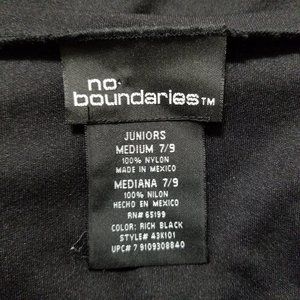 no
boundaries™
JUNIORS
MEDIUM 7/9
100% NYLON
MADE IN MEXICO
MEDIANA 7/9
100% NILON
HECHO EN MEXICO
RN# 65199
COLOR: RICH BLACK
STYLE# 43K101
UPC# 7 9109308840